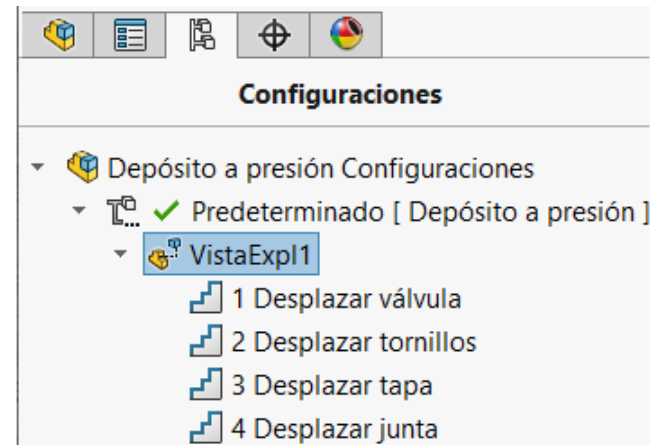 Configuraciones
Depósito a presión Configuraciones
Predeterminado [ Depósito a presión ]
VistaExpl1
1 Desplazar válvula
2 Desplazar tornillos
3 Desplazar tapa
4 Desplazar junta